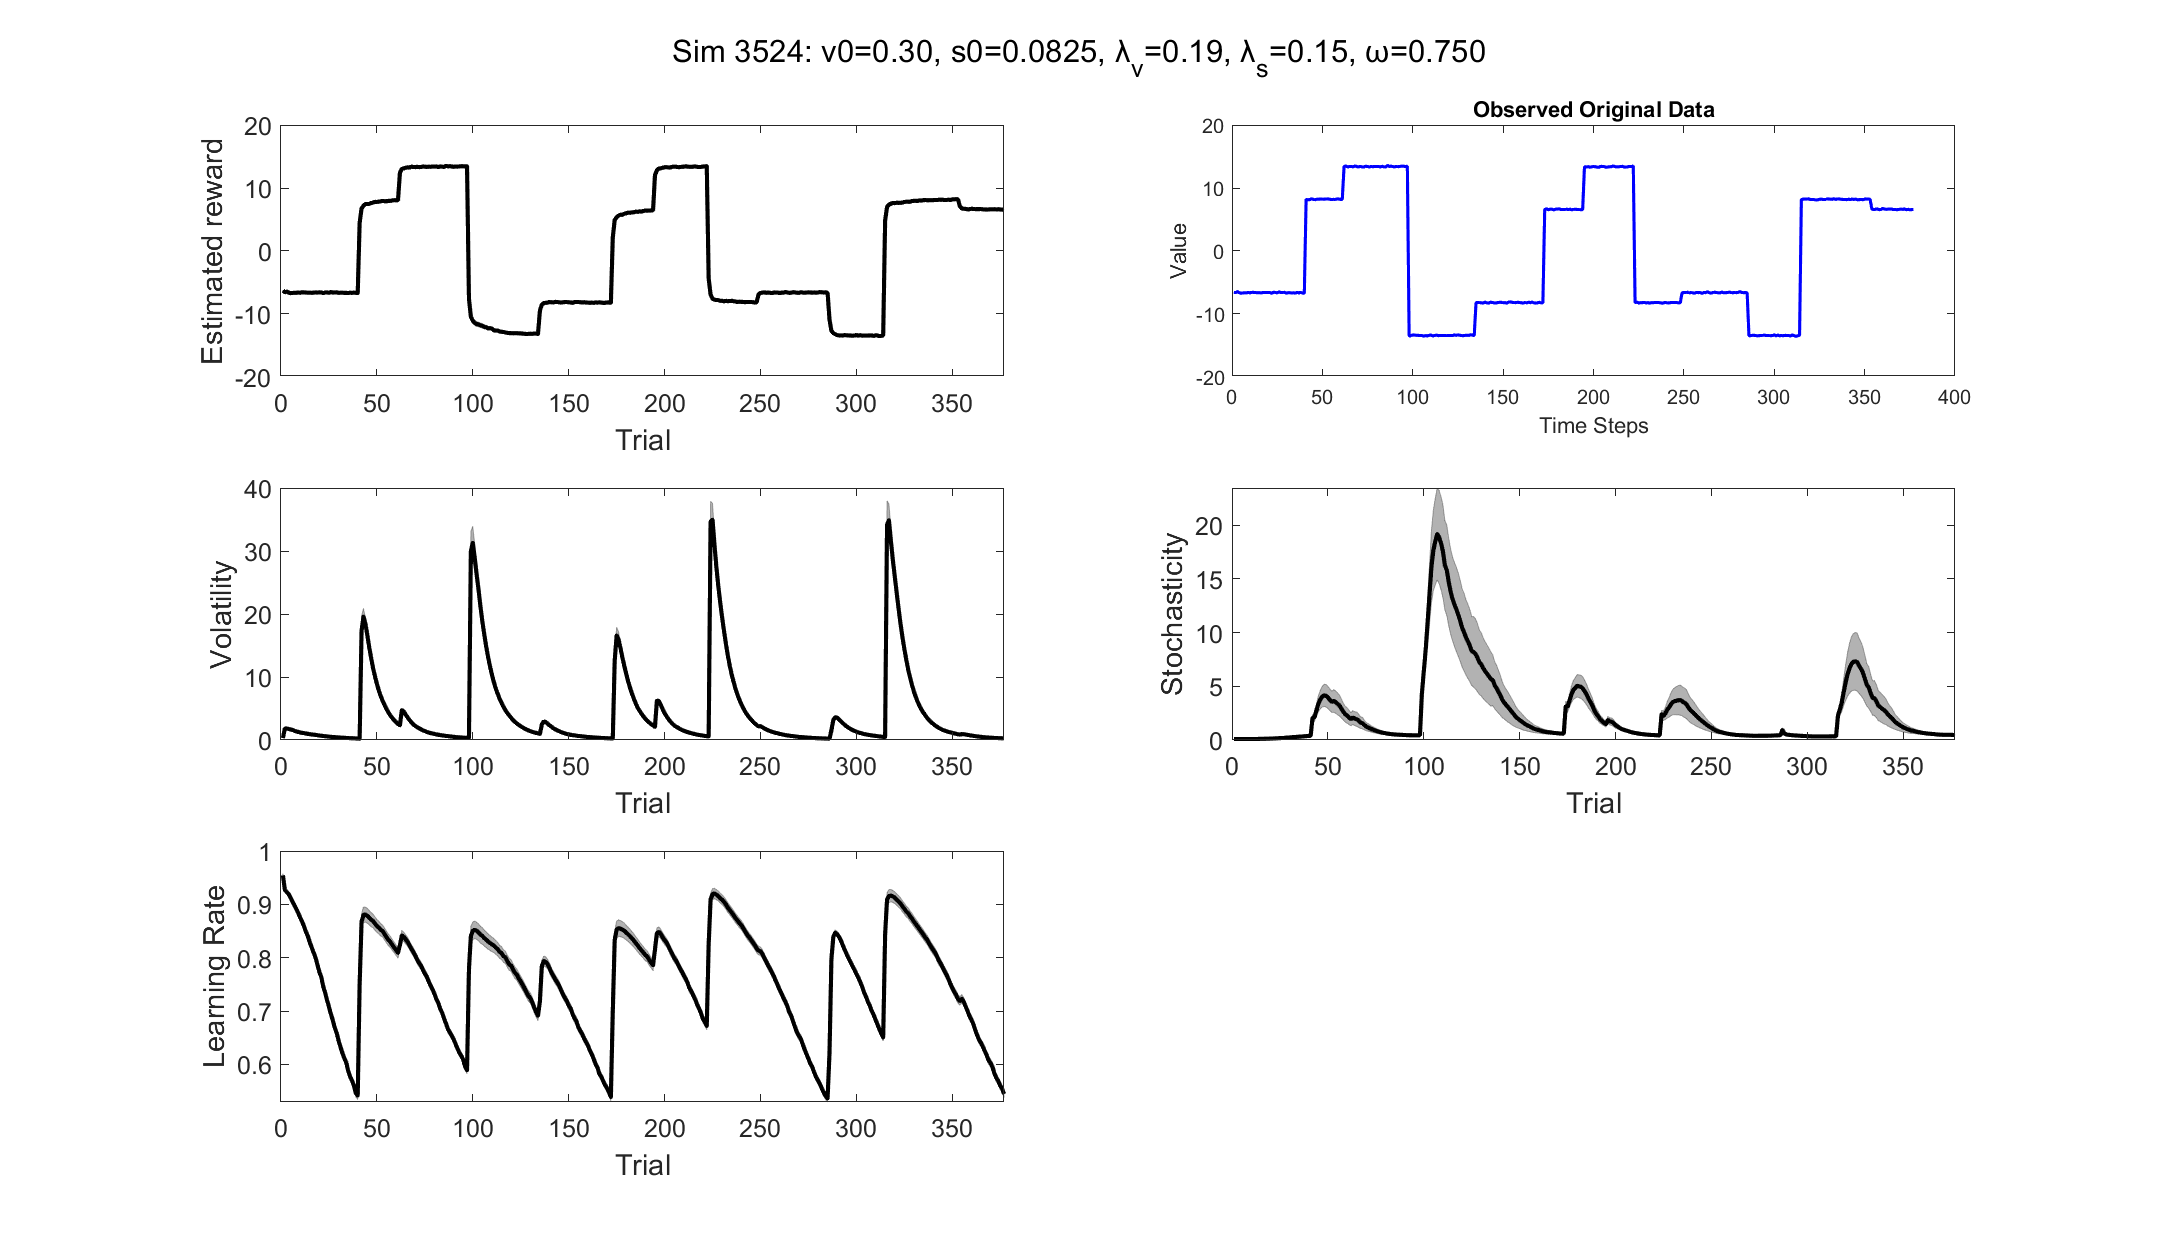 Sim 3524: v0=0.30, s0=0.0825, λ_v=0.19, λ_s=0.15, ω=0.750
Estimated reward
20
10
0
-10
-20
0 50 100 150 200 250 300 350
Trial
Observed Original Data
Value
20
10
0
-10
-20
0 50 100 150 200 250 300 350 400
Time Steps
Volatility
40
30
20
10
0
0 50 100 150 200 250 300 350
Trial
Stochasticity
20
15
10
5
0
0 50 100 150 200 250 300 350
Trial
Learning Rate
1
0.9
0.8
0.7
0.6
0 50 100 150 200 250 300 350
Trial